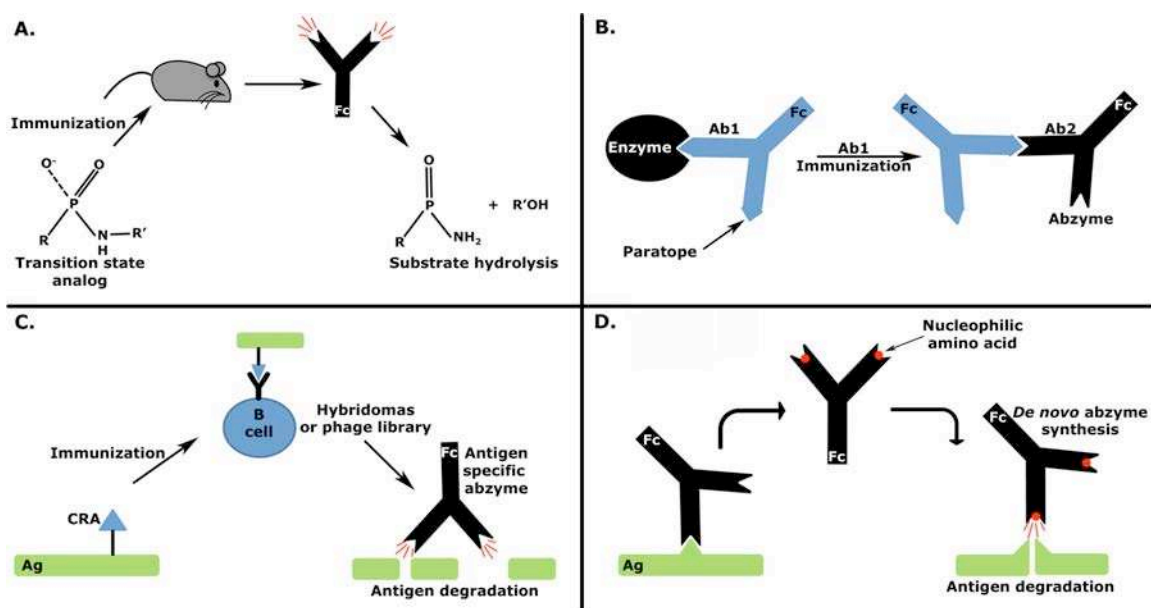 A.
Immunization
Fc
O⁻
O
P
R
N
H
R'
Transition state
analog
O
P
R
NH₂
+ R'OH
Substrate hydrolysis
B.
Enzyme
Ab1
Fc
Paratope
Ab1
Immunization
Fc
Ab2
Fc
Abzyme
C.
B
cell
Immunization
Hybridomas
or phage library
CRA
Ag
Fc
Antigen
specific
abzyme
Antigen degradation
D.
Nucleophilic
amino acid
Fc
Fc
De novo abzyme
synthesis
Fc
Ag
Antigen degradation